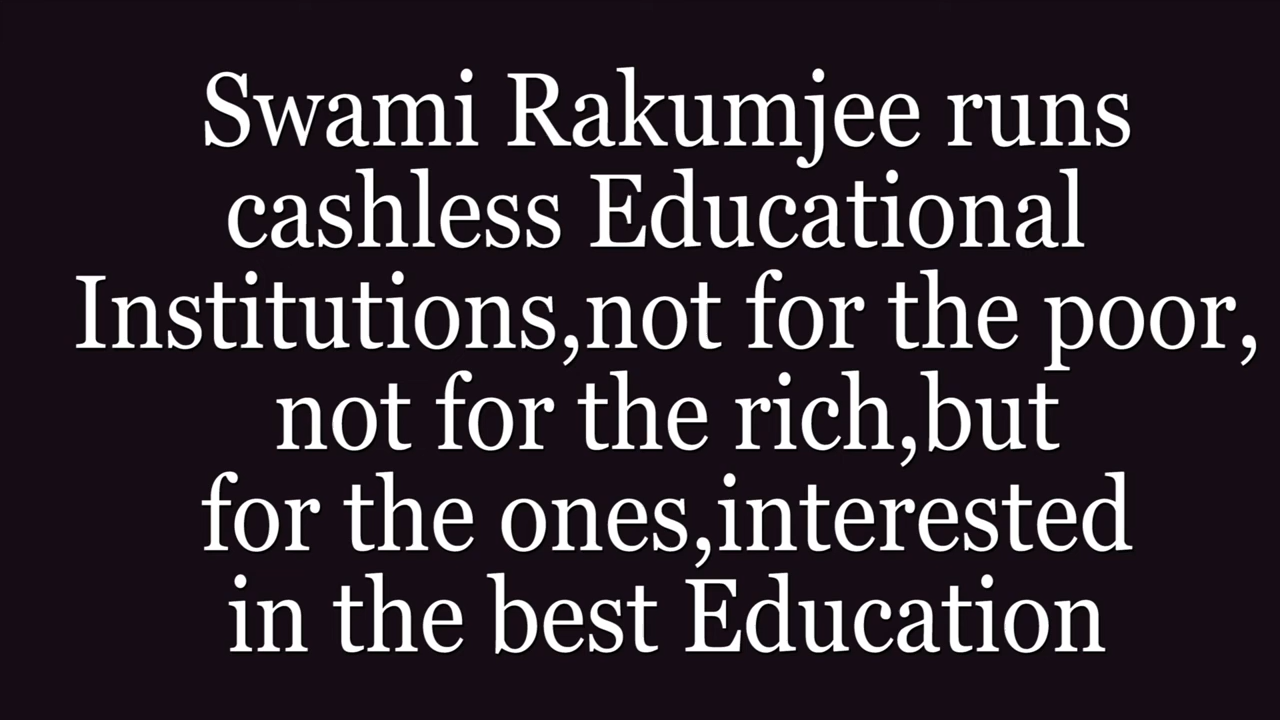 Swami Rakumjee runs
cashless Educational
Institutions,not for the poor,
not for the rich,but
for the ones,interested
in the best Education